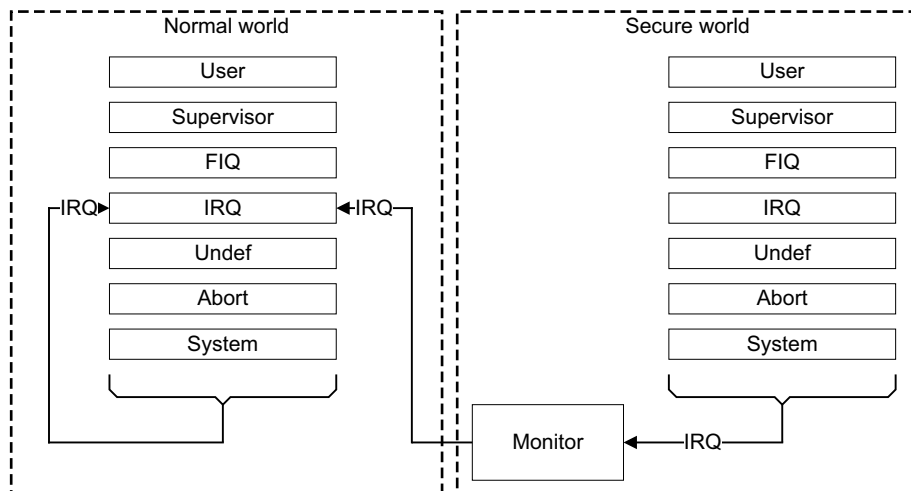 Normal world
User
Supervisor
FIQ
IRQ
IRQ
IRQ
Undef
Abort
System
Secure world
User
Supervisor
FIQ
IRQ
Undef
Abort
System
Monitor
IRQ